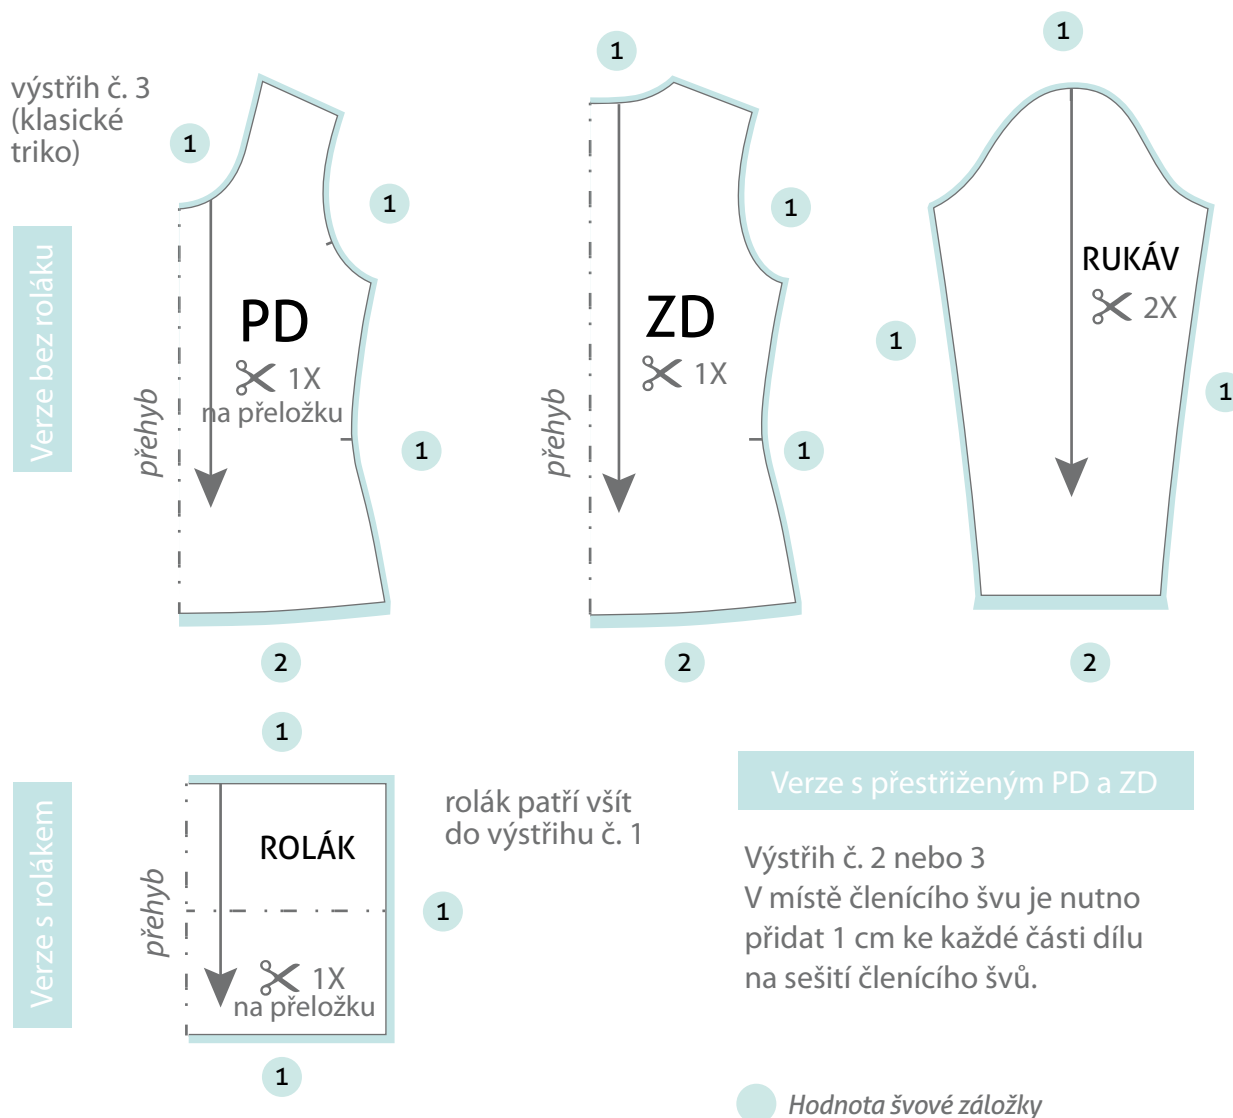 1
1
1
výstřih č. 3
(klasické
triko)
1
1
1
Verze bez roláku
PD
1X
na přeložku
přehyb
1
ZD
1X
přehyb
1
RUKÁV
2X
1
1
2
2
2
1
Verze s rolákem
přehyb
ROLÁK
1X
na přeložku
1
1
rolák patří všít
do výstřihu č. 1
Verze s přestřiženým PD a ZD
Výstřih č. 2 nebo 3
V místě členícího švu je nutno
přidat 1 cm ke každé části dílu
na sešití členícího švů.
Hodnota švové záložky